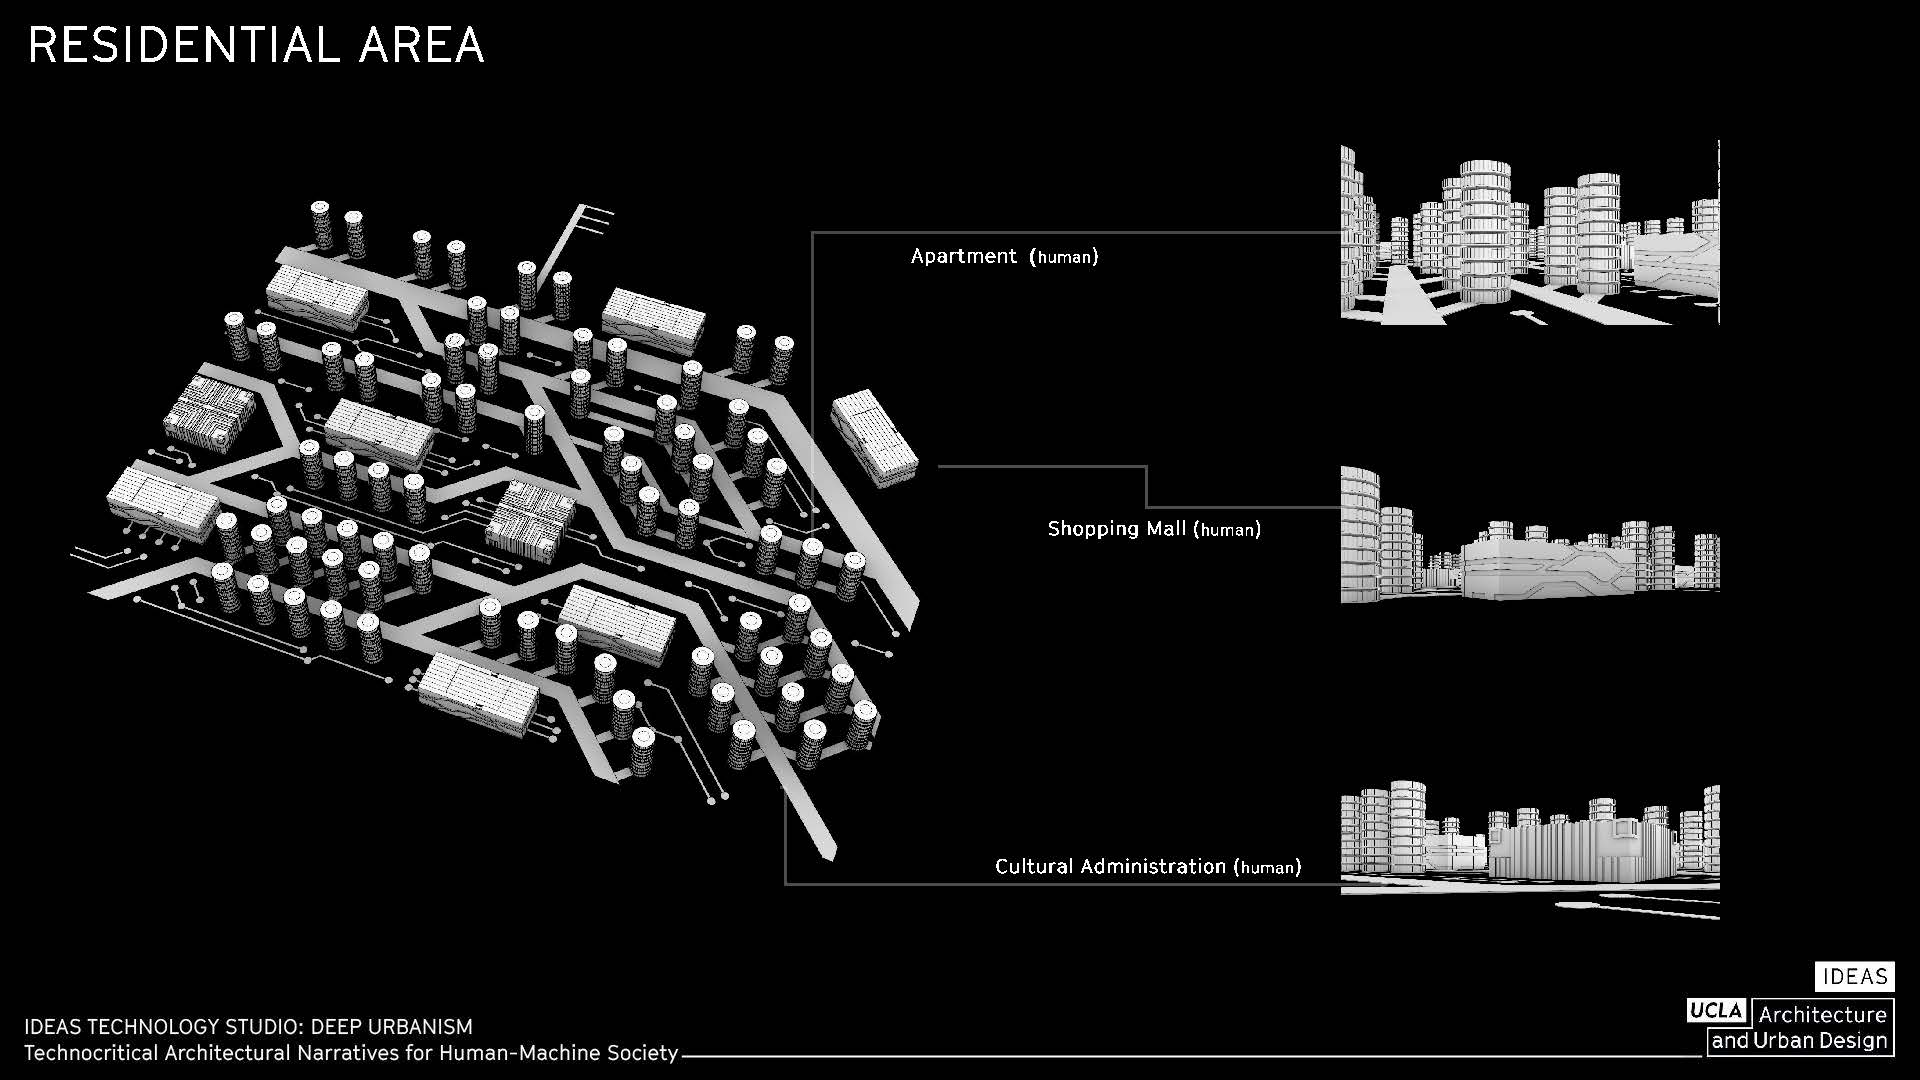 RESIDENTIAL AREA
Apartment (human)
Shopping Mall (human)
Cultural Administration (human)
IDEAS TECHNOLOGY STUDIO: DEEP URBANISM
Technocritical Architectural Narratives for Human-Machine Society
IDEAS
UCLA Architecture
and Urban Design